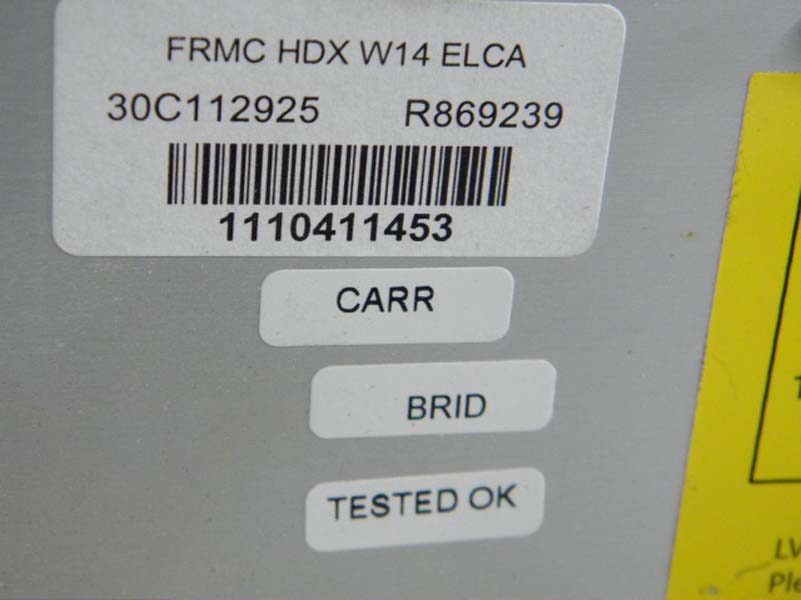 FRMC HDX W14 ELCA
30C112925 R869239
1110411453
CARR
BRID
TESTED OK